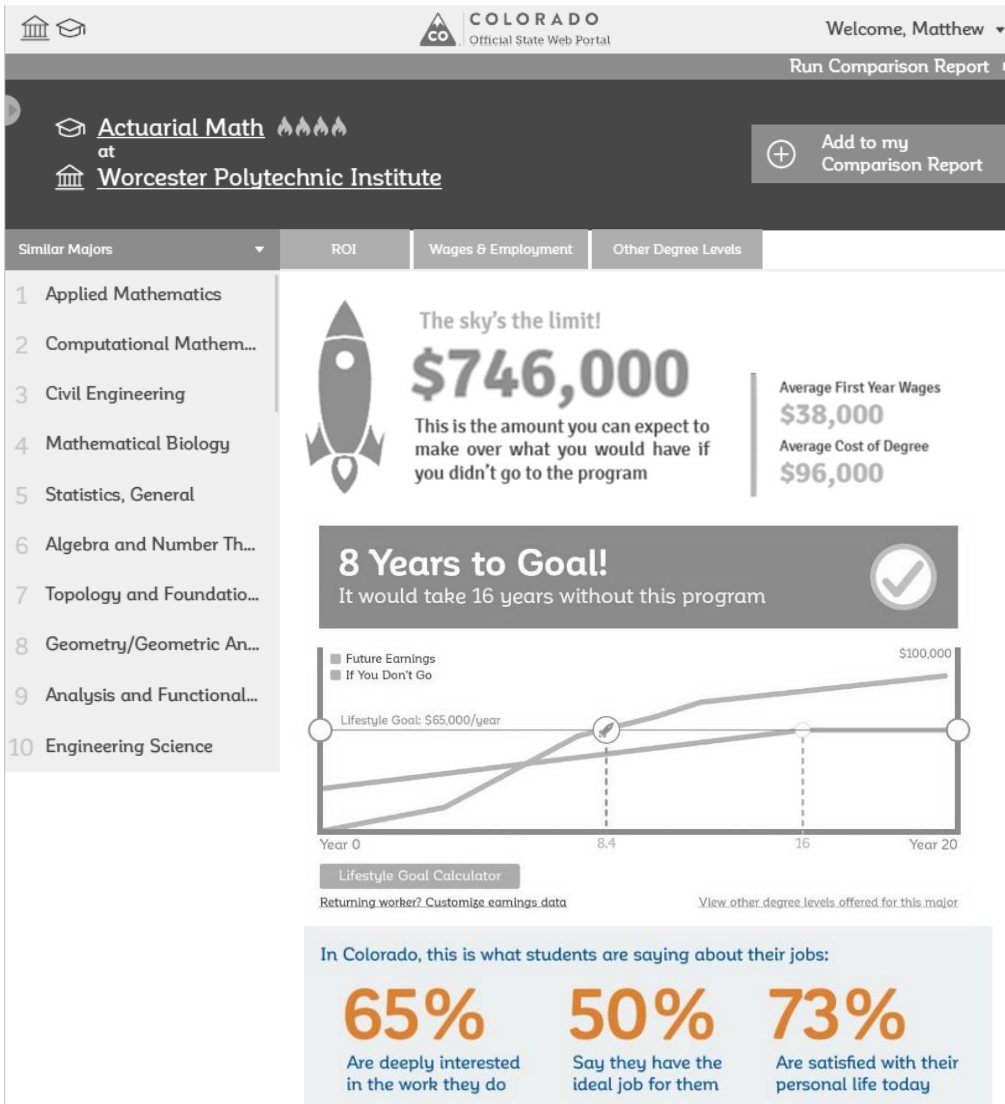 CO
COLORADO
Official State Web Portal
Welcome, Matthew
Run Comparison Report
Actuarial Math
at
Worcester Polytechnic Institute
Add to my
Comparison Report
Similar Majors
ROI
Wages & Employment
Other Degree Levels
1 Applied Mathematics
2 Computational Mathem...
3 Civil Engineering
4 Mathematical Biology
5 Statistics, General
6 Algebra and Number Th...
7 Topology and Foundatio...
8 Geometry/Geometric An...
9 Analysis and Functional...
10 Engineering Science
The sky's the limit!
$746,000
This is the amount you can expect to
make over what you would have if
you didn't go to the program
Average First Year Wages
$38,000
Average Cost of Degree
$96,000
8 Years to Goal!
It would take 16 years without this program
Future Earnings
If You Don't Go
$100,000
Lifestyle Goal: $65,000/year
Year 0
8.4
16
Year 20
Lifestyle Goal Calculator
Returning worker? Customize earnings data
View other degree levels offered for this major
In Colorado, this is what students are saying about their jobs:
65%
Are deeply interested
in the work they do
50%
Say they have the
ideal job for them
73%
Are satisfied with their
personal life today